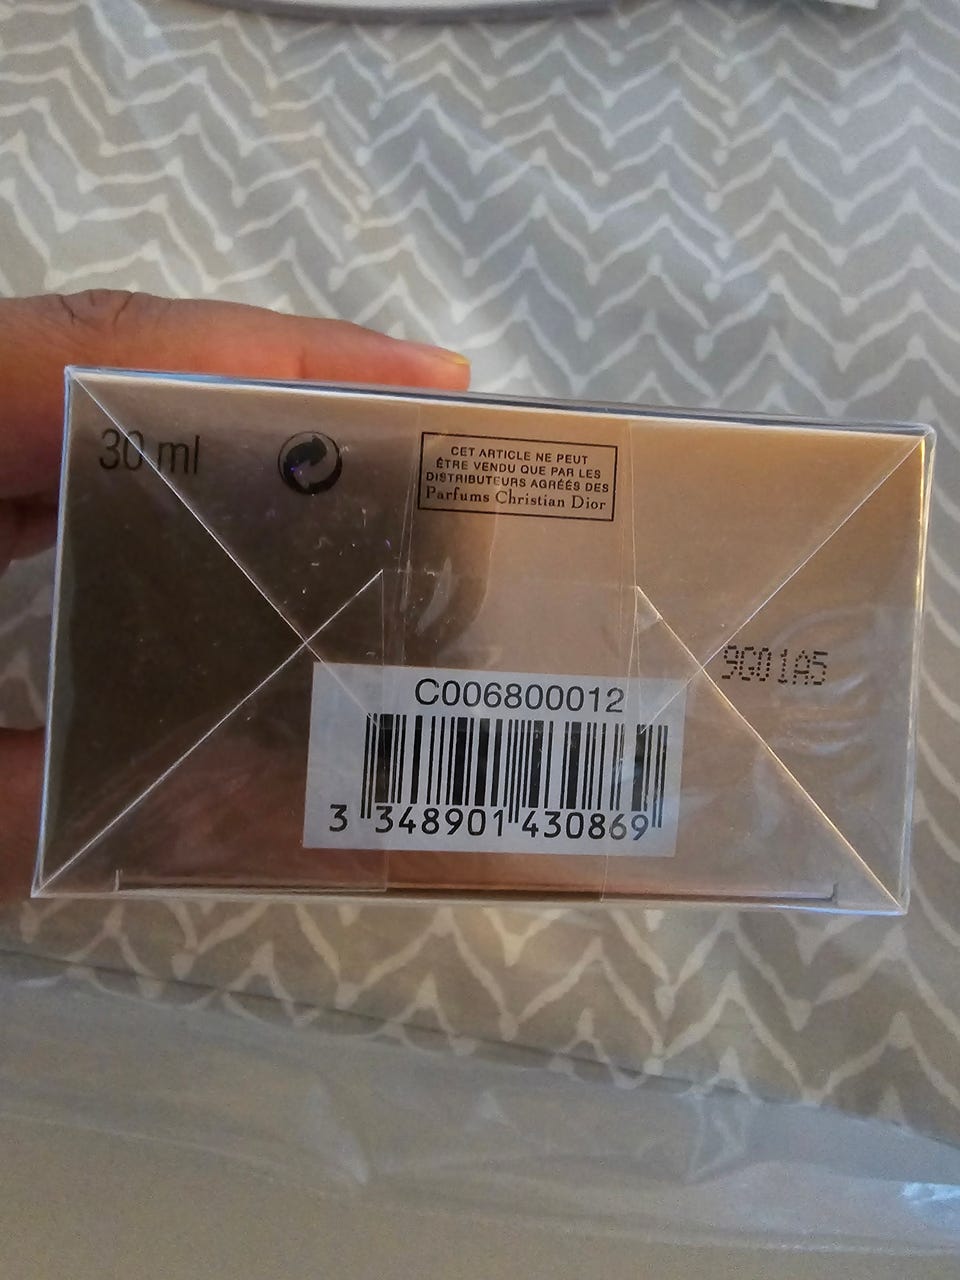 30 ml
CET ARTICLE NE PEUT
ÊTRE VENDU QUE PAR LES
DISTRIBUTEURS AGRÉÉS DES
Parfums Christian Dior
9G01A5
C006800012
3 348901 430869